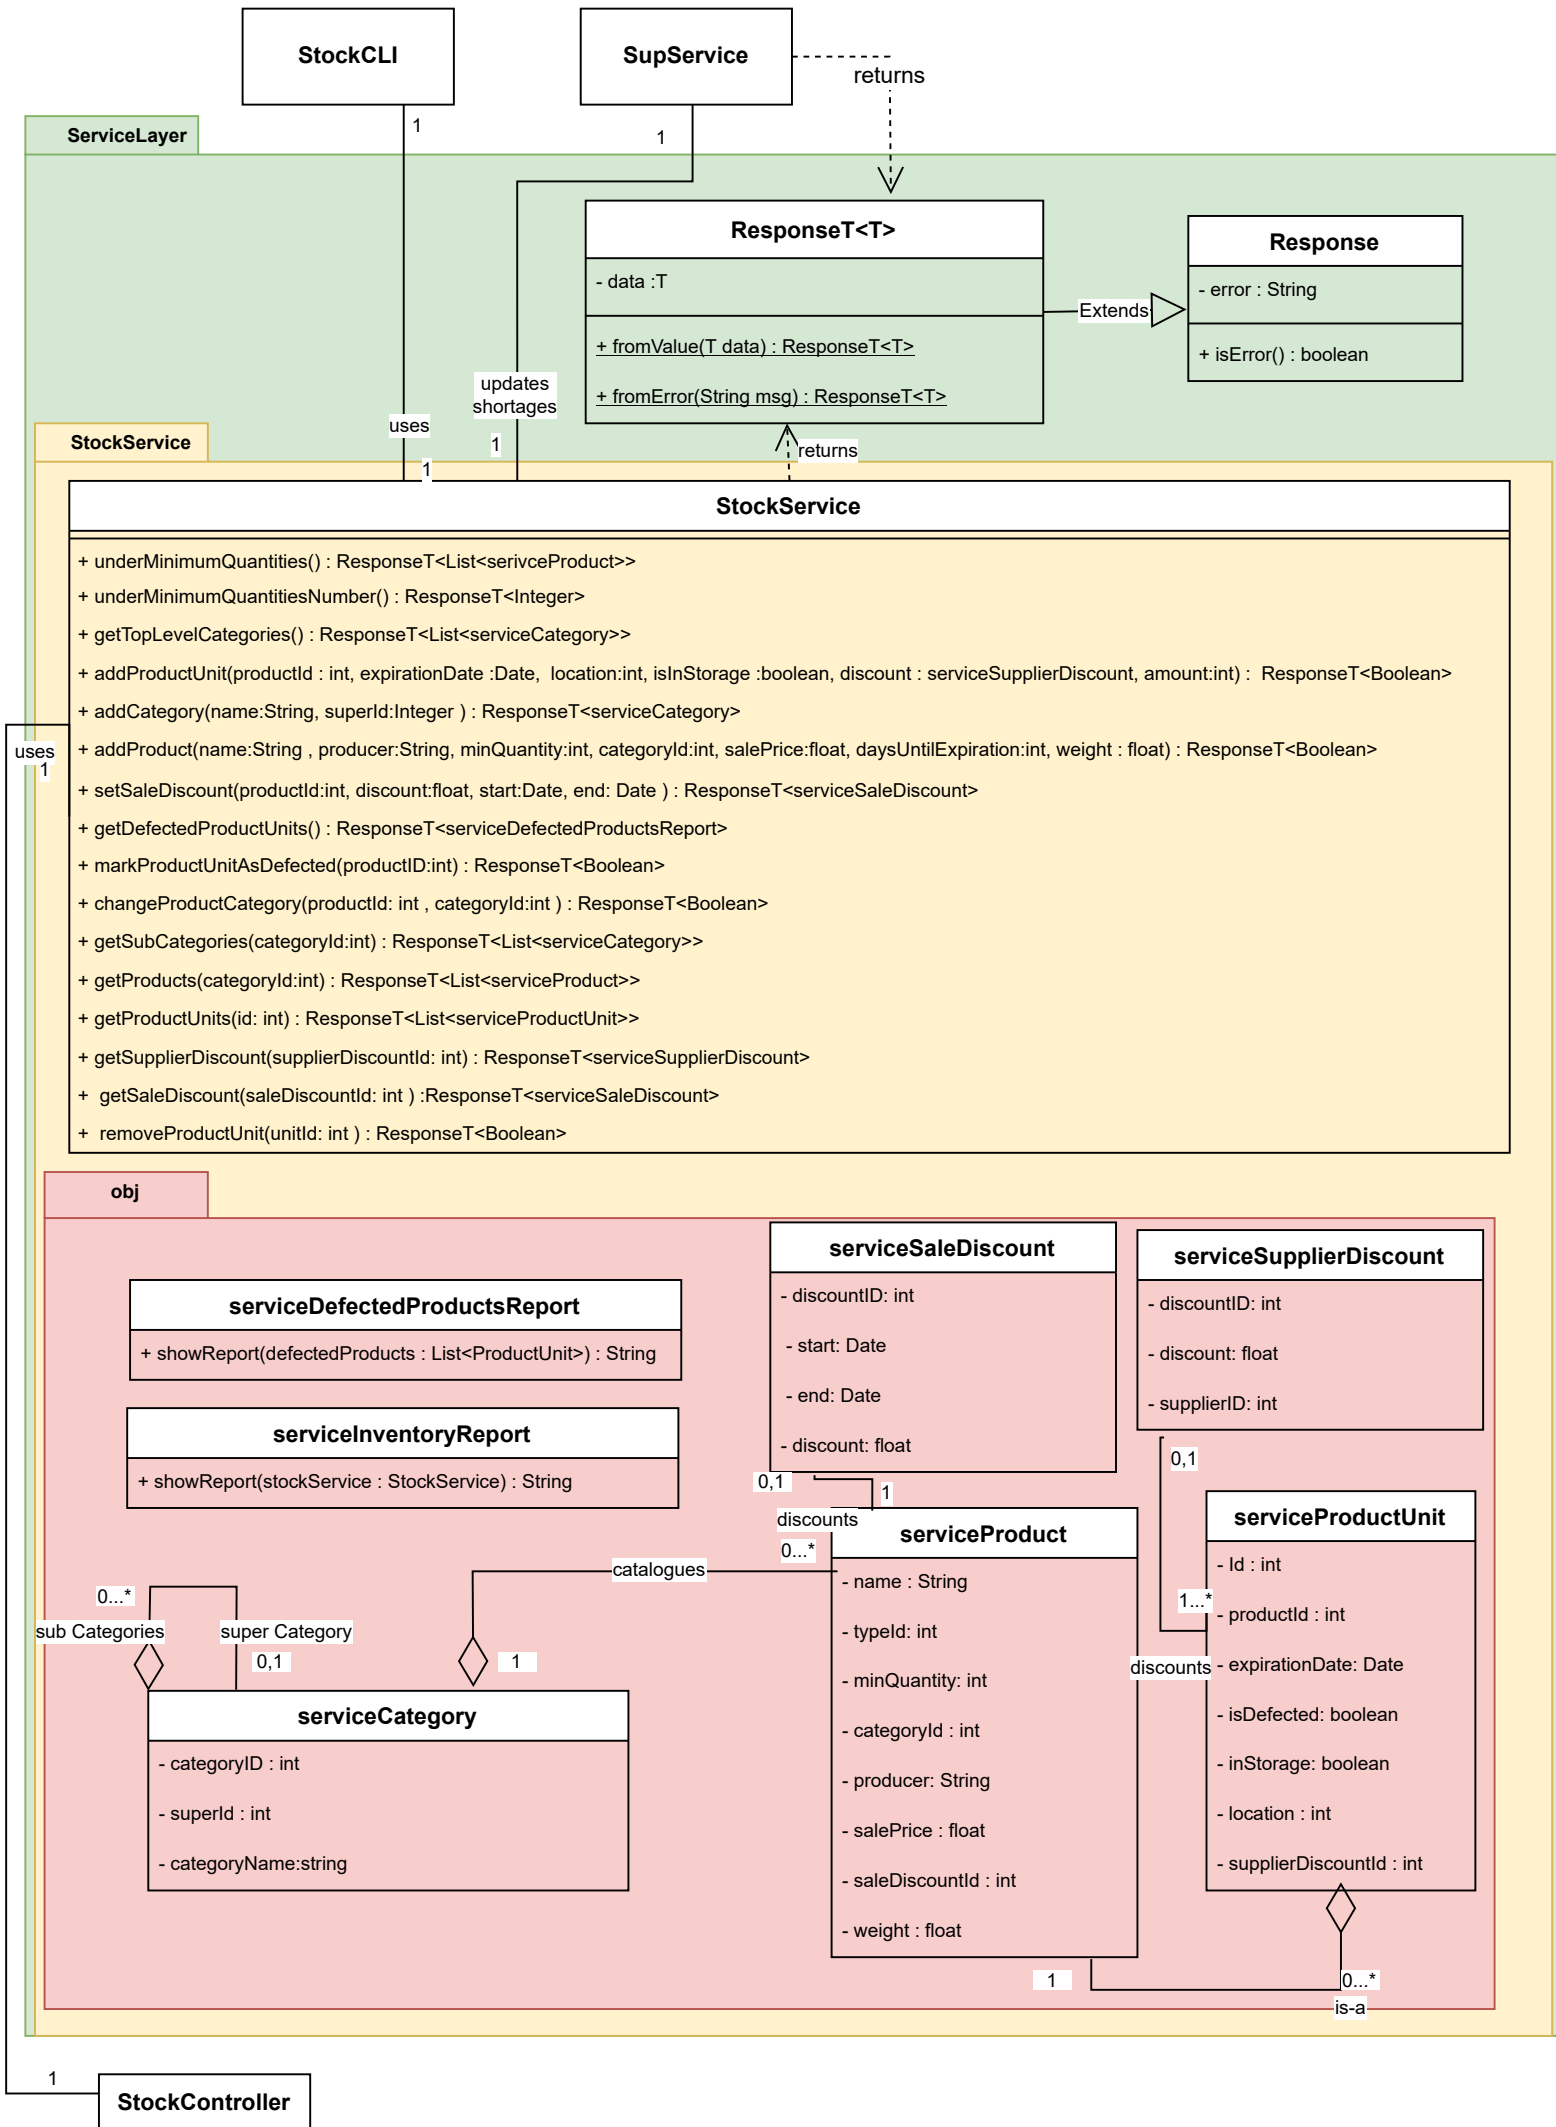 StockCLI
SupService
returns
1
1
ServiceLayer
ResponseT<T>
- data :T
+ fromValue(T data) : ResponseT<T>
+ fromError(String msg) : ResponseT<T>
Extends
Response
- error : String
+ isError() : boolean
updates
shortages
uses
1
1
returns
StockService
StockService
+ underMinimumQuantities() : ResponseT<List<serivceProduct>>
+ underMinimumQuantitiesNumber() : ResponseT<Integer>
+ getTopLevelCategories() : ResponseT<List<serviceCategory>>
+ addProductUnit(productId : int, expirationDate :Date,  location:int, isInStorage :boolean, discount : serviceSupplierDiscount, amount:int) :  ResponseT<Boolean>
+ addCategory(name:String, superId:Integer ) : ResponseT<serviceCategory>
+ addProduct(name:String , producer:String, minQuantity:int, categoryId:int, salePrice:float, daysUntilExpiration:int, weight : float) : ResponseT<Boolean>
+ setSaleDiscount(productId:int, discount:float, start:Date, end: Date ) : ResponseT<serviceSaleDiscount>
+ getDefectedProductUnits() : ResponseT<serviceDefectedProductsReport>
+ markProductUnitAsDefected(productID:int) : ResponseT<Boolean>
+ changeProductCategory(productId: int , categoryId:int ) : ResponseT<Boolean>
+ getSubCategories(categoryId:int) : ResponseT<List<serviceCategory>>
+ getProducts(categoryId:int) : ResponseT<List<serviceProduct>>
+ getProductUnits(id: int) : ResponseT<List<serviceProductUnit>>
+ getSupplierDiscount(supplierDiscountId: int) : ResponseT<serviceSupplierDiscount>
+  getSaleDiscount(saleDiscountId: int ) :ResponseT<serviceSaleDiscount>
+  removeProductUnit(unitId: int ) : ResponseT<Boolean>
uses
1
obj
serviceDefectedProductsReport
+ showReport(defectedProducts : List<ProductUnit>) : String
serviceInventoryReport
+ showReport(stockService : StockService) : String
serviceSaleDiscount
- discountID: int
- start: Date
- end: Date
- discount: float
serviceSupplierDiscount
- discountID: int
- discount: float
- supplierID: int
0,1
1
discounts
0...*
catalogues
0,1
1...*
discounts
serviceProduct
- name : String
- typeId: int
- minQuantity: int
- categoryId : int
- producer: String
- salePrice : float
- saleDiscountId : int
- weight : float
serviceProductUnit
- Id : int
- productId : int
- expirationDate: Date
- isDefected: boolean
- inStorage: boolean
- location : int
- supplierDiscountId : int
0...*
sub Categories
super Category
0,1
1
serviceCategory
- categoryID : int
- superId : int
- categoryName:string
1
0...*
is-a
1
StockController